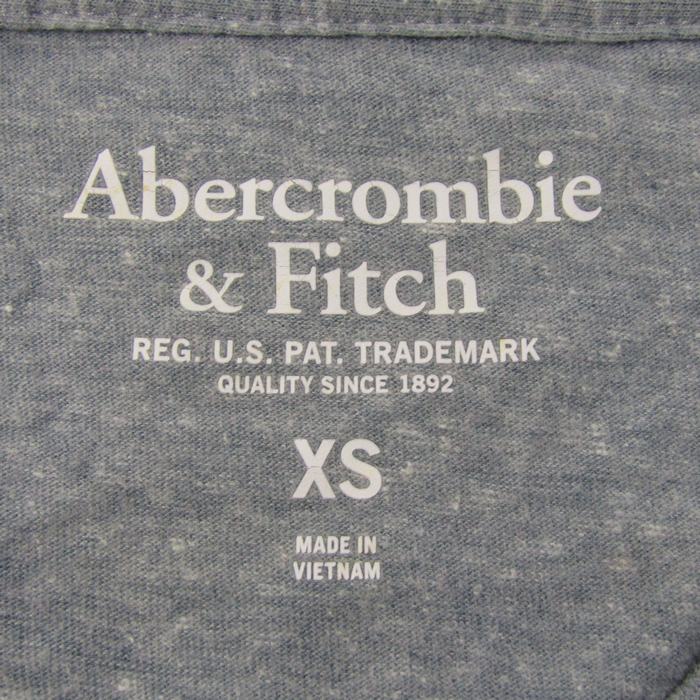 Abercrombie
& Fitch
REG. U.S. PAT. TRADEMARK
QUALITY SINCE 1892
XS
MADE IN
VIETNAM